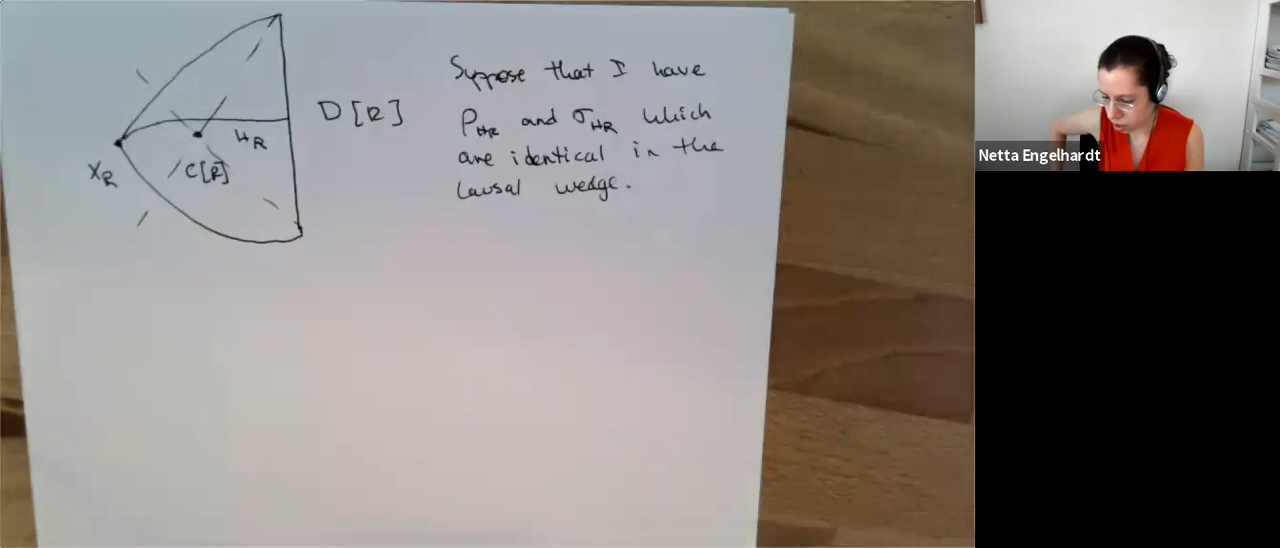 Suppose that I have
D[R]
ρ_HR and σ_HR which
H_R
are identical in the
X_R
C[R]
causal wedge.
Netta Engelhardt